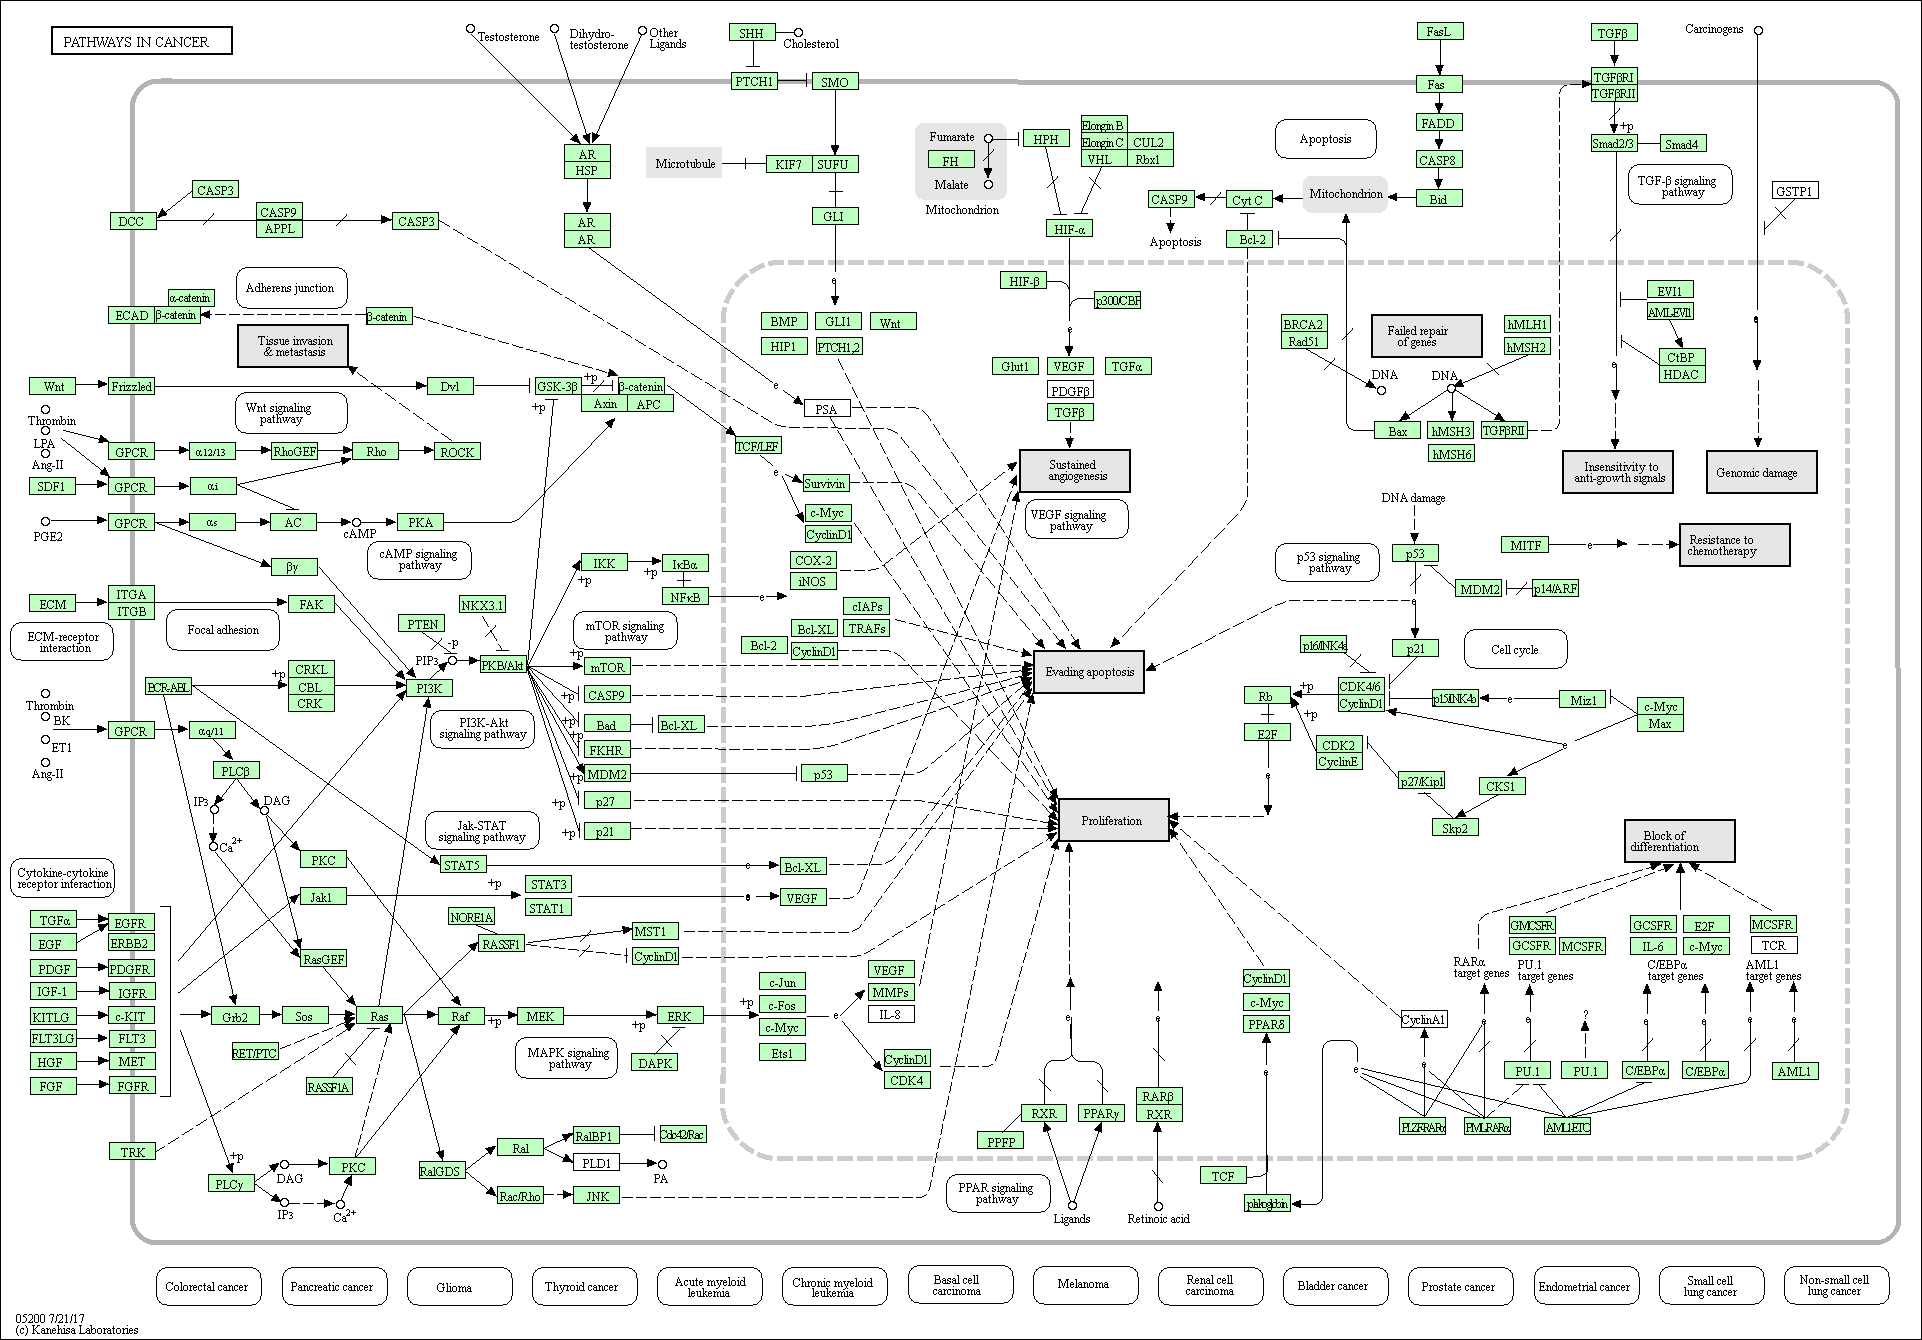 PATHWAYS IN CANCER
Testosterone
Dihydro-
testosterone
Other
Ligands
SHH
Cholesterol
PTCH1
SMO
FasL
Fas
FADD
CASP8
Bid
TGFβ
TGFβRI
TGFβRII
+p
Smad2/3
Smad4
TGF-β signaling
pathway
Carcinogens
GSTP1
AR
HSP
AR
AR
Microtubule
KIF7
SUFU
GLI
Fumarate
FH
Malate
Mitochondrion
HPH
Elongin B
Elongin C
CUL2
VHL
Rbx1
HIF-α
Apoptosis
CASP9
Cyt C
Mitochondrion
Apoptosis
Bcl-2
CASP3
DCC
CASP9
APPL
CASP3
Adherens junction
α-catenin
ECAD
β-catenin
β-catenin
Tissue invasion
& metastasis
e
BMP
GLI1
Wnt
HIP1
PTCH1,2
HIF-β
p300/CBP
e
Glut1
VEGF
TGFα
PDGFβ
TGFβ
Sustained
angiogenesis
VEGF signaling
pathway
BRCA2
Rad51
DNA
Failed repair
of genes
hMLH1
hMSH2
DNA
Bax
hMSH3
TGFβRII
hMSH6
EVI1
AML-EVI1
CtBP
HDAC
e
e
Insensitivity to
anti-growth signals
Genomic damage
Wnt
Frizzled
Dvl
GSK-3β
+p
β-catenin
Axin
APC
+p
e
PSA
Wnt signaling
pathway
Thrombin
LPA
Ang-II
GPCR
α12/13
RhoGEF
Rho
ROCK
TCF/LEF
e
SDF1
GPCR
αi
Survivin
c-Myc
CyclinD1
PGE2
GPCR
αs
AC
cAMP
PKA
cAMP signaling
pathway
βγ
COX-2
iNOS
IKK
+p
IκBα
+p
NFκB
e
DNA damage
p53
p53 signaling
pathway
MDM2
p14/ARF
e
MITF
e
Resistance to
chemotherapy
ECM
ITGA
ITGB
FAK
Focal adhesion
ECM-receptor
interaction
PTEN
NKX3.1
-p
PIP3
PKB/Akt
mTOR signaling
pathway
cIAPs
Bcl-XL
TRAFs
Bcl-2
CyclinD1
Evading apoptosis
p16/INK4a
p21
Cell cycle
+p
mTOR
BCR-ABL
+p
CRKL
CBL
CRK
PI3K
+p
CASP9
Rb
+p
CDK4/6
CyclinD1
p15/INK4b
e
Miz1
c-Myc
Max
Thrombin
BK
ET1
Ang-II
GPCR
αq/11
PI3K-Akt
signaling pathway
+p
Bad
Bcl-XL
+p
FKHR
E2F
+p
CDK2
CyclinE
e
PLCβ
+p
MDM2
p53
e
p27/Kip1
CKS1
IP3
DAG
+p
p27
Skp2
Ca2+
Jak-STAT
signaling pathway
+p
p21
Proliferation
Block of
differentiation
Cytokine-cytokine
receptor interaction
PKC
STAT5
e
Bcl-XL
Jak1
+p
STAT3
STAT1
e
VEGF
TGFα
EGFR
EGF
ERBB2
PDGF
PDGFR
IGF-1
IGFR
KITLG
c-KIT
FLT3LG
FLT3
HGF
MET
FGF
FGFR
NORE1A
RASSF1
MST1
CyclinD1
RasGEF
Grb2
Sos
Ras
Raf
+p
MEK
+p
ERK
+p
RET/PTC
RASSF1A
MAPK signaling
pathway
DAPK
c-Jun
c-Fos
c-Myc
Ets1
e
VEGF
MMPs
IL-8
CyclinD1
CDK4
e
e
CyclinD1
c-Myc
PPARδ
e
GMCSFR
GCSFR
MCSFR
GCSFR
E2F
IL-6
c-Myc
MCSFR
TCR
RARα
target genes
PU.1
target genes
C/EBPα
target genes
AML1
target genes
CyclinA1
e
e
e
e
?
e
e
e
e
PU.1
PU.1
C/EBPα
C/EBPα
AML1
RXR
PPARγ
RARβ
RXR
PPFP
PLZF-RARα
PML-RARα
AML1-ETO
TRK
+p
PLCγ
DAG
IP3
PKC
Ca2+
RalGDS
Ral
RalBP1
Cdc42/Rac
PLD1
PA
Rac/Rho
JNK
PPAR signaling
pathway
Ligands
Retinoic acid
TCF
Colorectal cancer
Pancreatic cancer
Glioma
Thyroid cancer
Acute myeloid
leukemia
Chronic myeloid
leukemia
Basal cell
carcinoma
Melanoma
Renal cell
carcinoma
Bladder cancer
Prostate cancer
Endometrial cancer
Small cell
lung cancer
Non-small cell
lung cancer
05200 7/21/17
(c) Kanehisa Laboratories